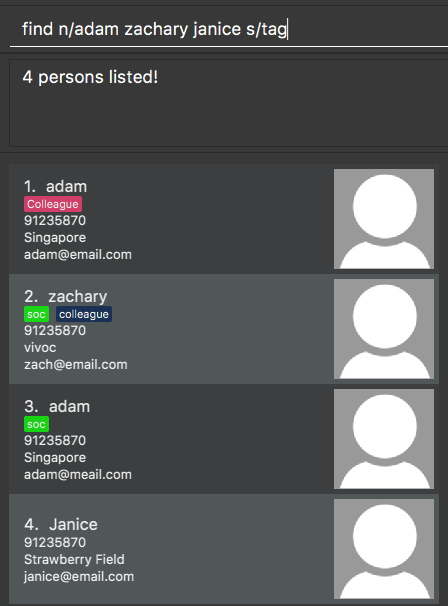 find n/adam zachary janice s/tag
4 persons listed!
1. adam
Colleague
91235870
Singapore
adam@email.com
2. zachary
soc colleague
91235870
vivoc
zach@email.com
3. adam
soc
91235870
Singapore
adam@meail.com
4. Janice
91235870
Strawberry Field
janice@email.com